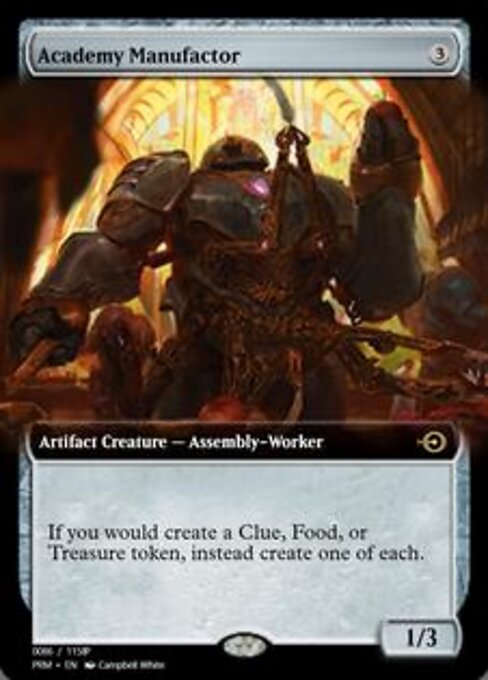 Academy Manufactor
3
Artifact Creature — Assembly-Worker
If you would create a Clue, Food, or
Treasure token, instead create one of each.
1/3
PRM • EN Campbell White